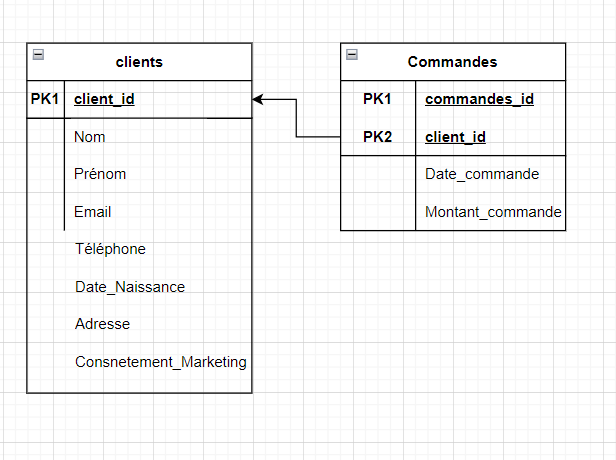 clients
PK1 client_id
Nom
Prénom
Email
Téléphone
Date_Naissance
Adresse
Consnetement_Marketing
Commandes
PK1 commandes_id
PK2 client_id
Date_commande
Montant_commande